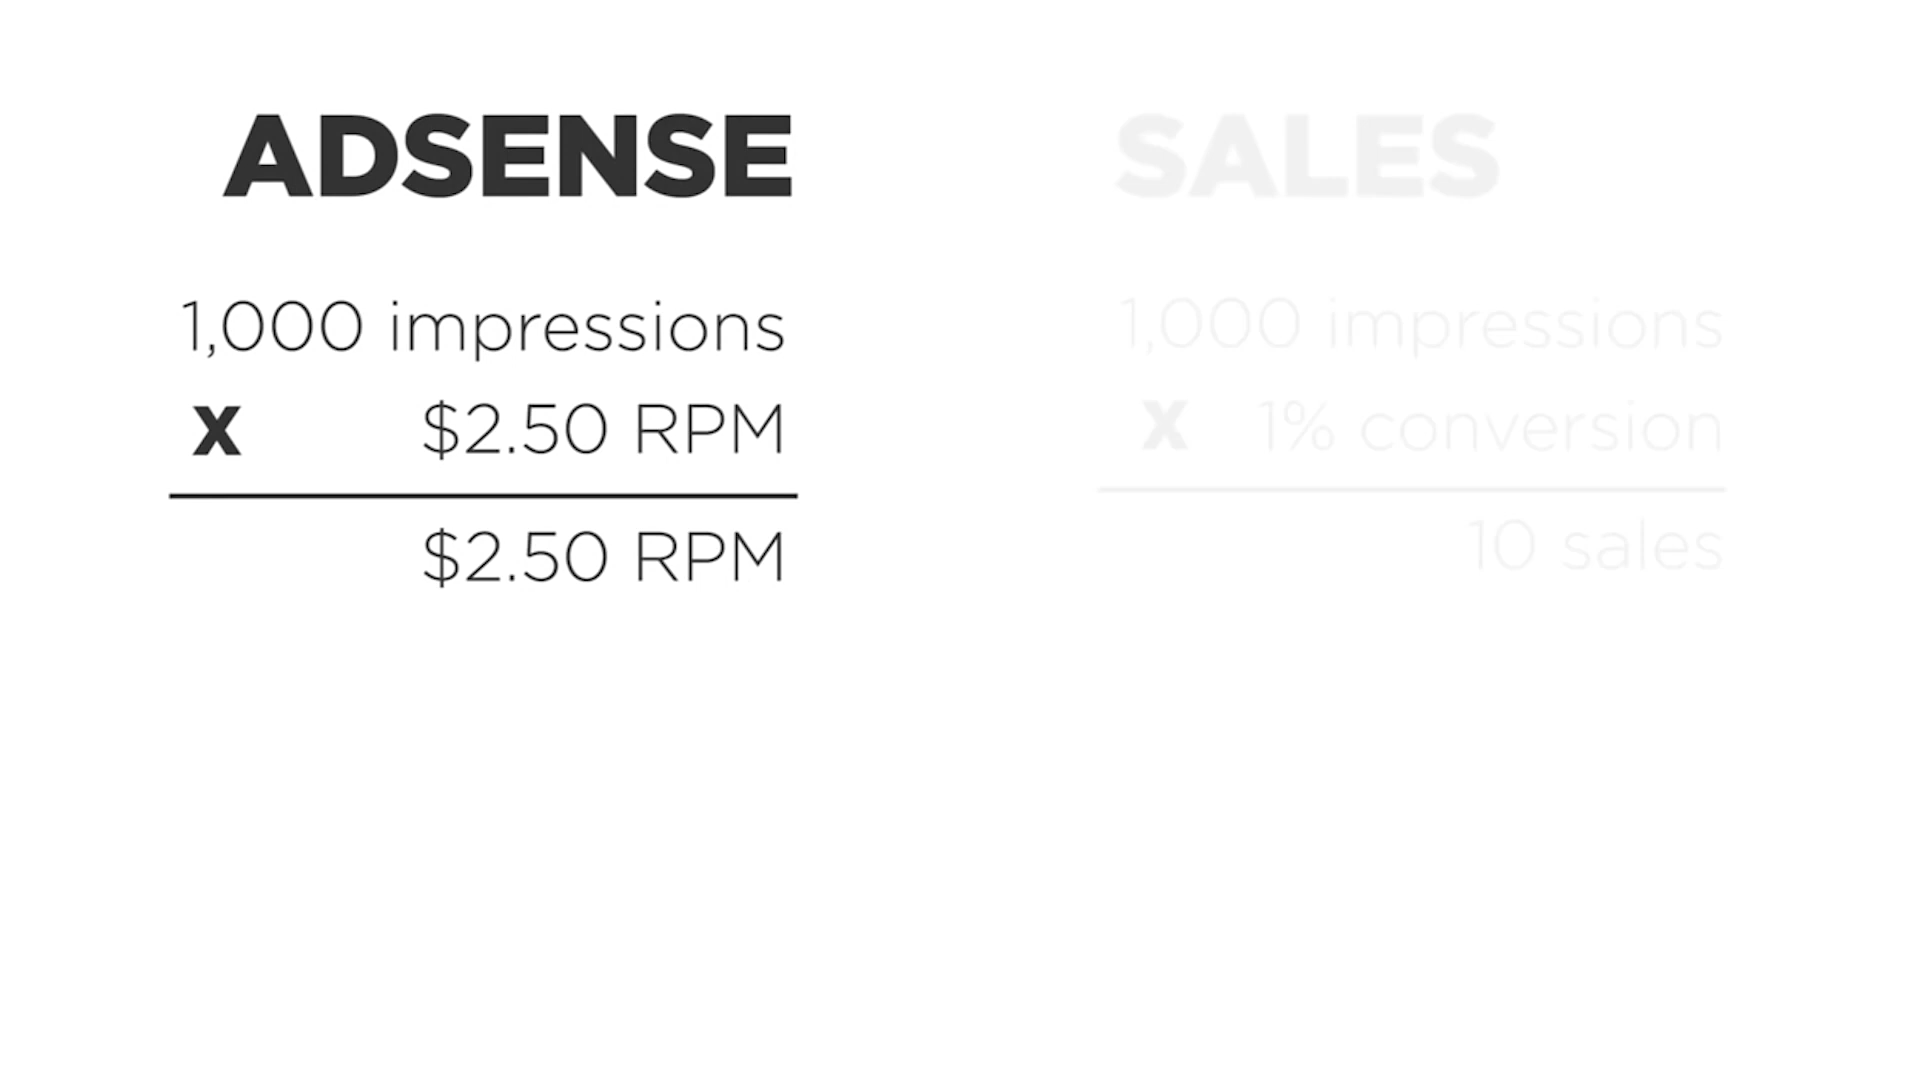 ADSENSE
1,000 impressions
X $2.50 RPM
$2.50 RPM
SALES
1,000 impressions
X 1% conversion
10 sales